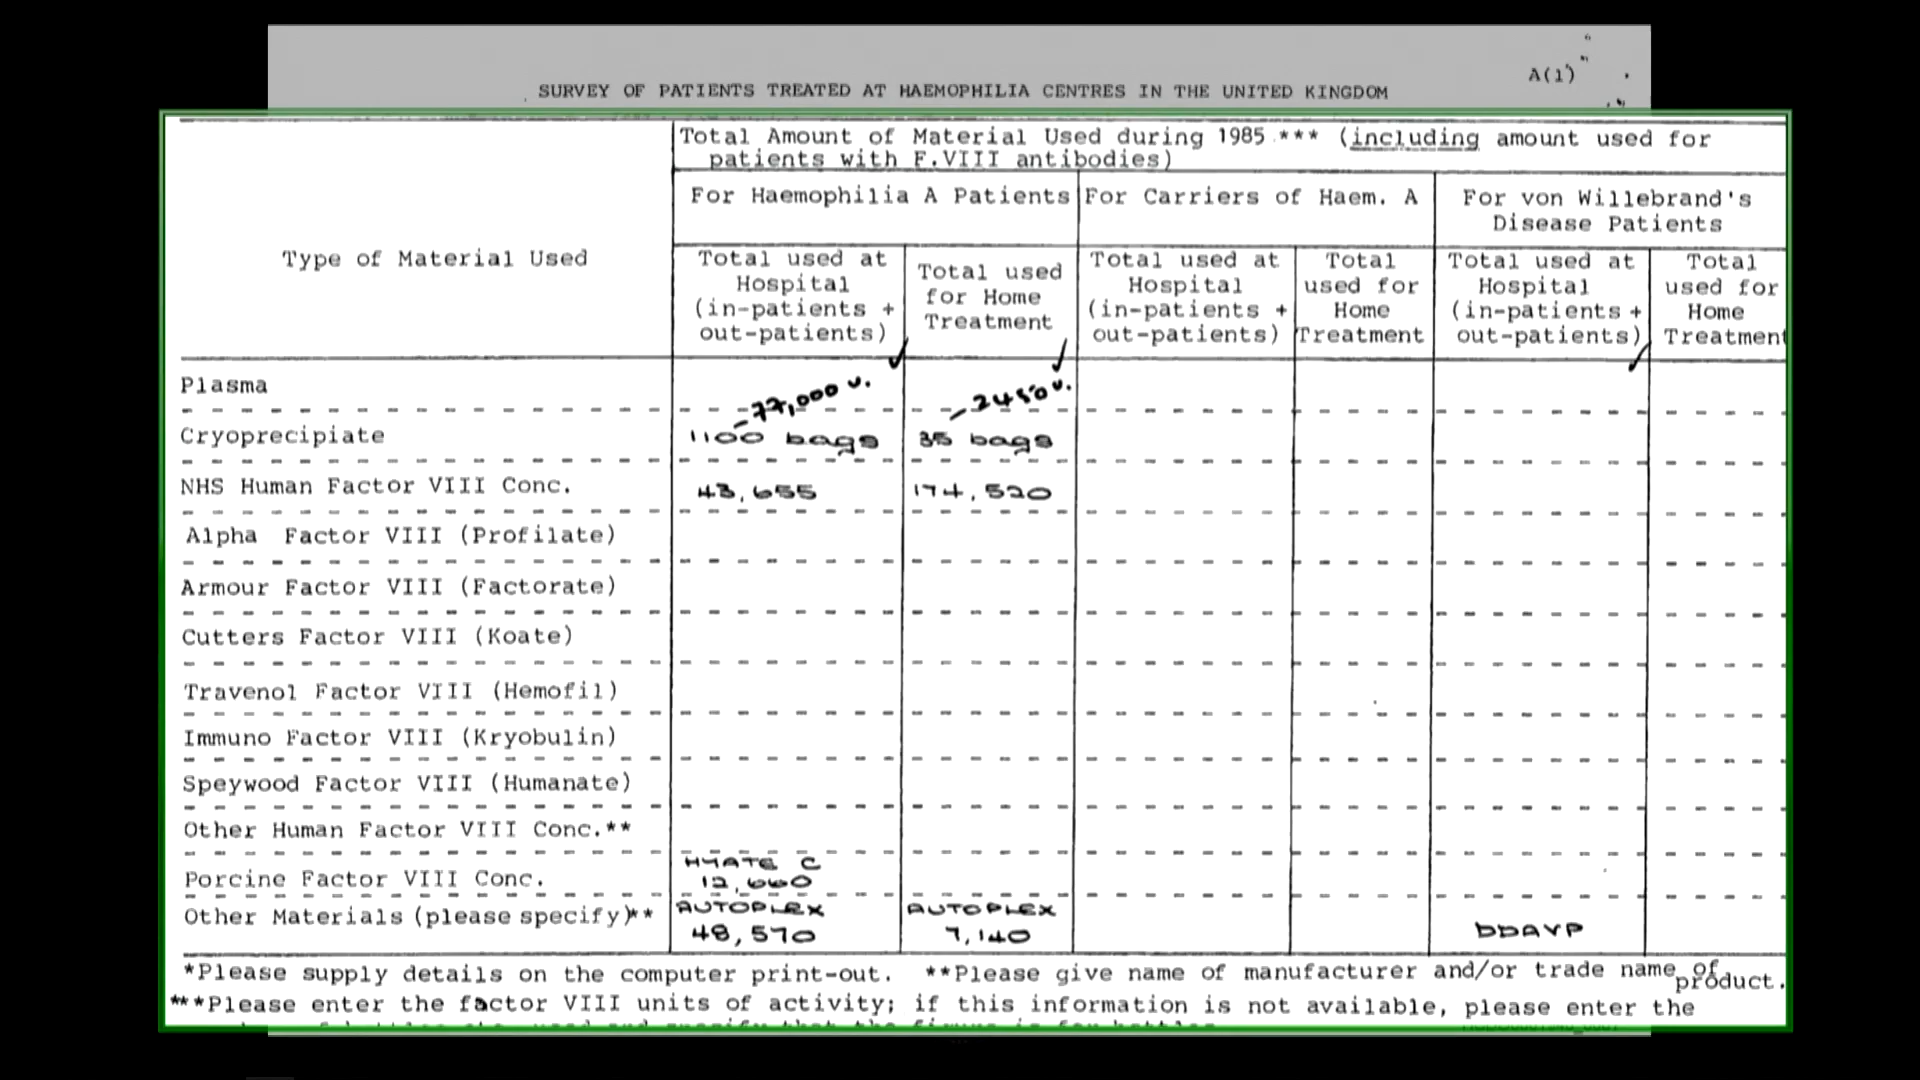 A(1)
SURVEY OF PATIENTS TREATED AT HAEMOPHILIA CENTRES IN THE UNITED KINGDOM
Total Amount of Material Used during 1985 *** (including amount used for
patients with F.VIII antibodies)
For Haemophilia A Patients
For Carriers of Haem. A
For von Willebrand's
Disease Patients
Type of Material Used
Total used at
Hospital
(in-patients +
out-patients)
Total used
for Home
Treatment
Total used at
Hospital
(in-patients +
out-patients)
Total
used for
Home
Treatment
Total used at
Hospital
(in-patients +
out-patients)
Total
used for
Home
Treatment
Plasma
-77,000 u.
-2450 u.
Cryoprecipiate
1100 bags
35 bags
NHS Human Factor VIII Conc.
43,655
174,520
Alpha Factor VIII (Profilate)
Armour Factor VIII (Factorate)
Cutters Factor VIII (Koate)
Travenol Factor VIII (Hemofil)
Immuno Factor VIII (Kryobulin)
Speywood Factor VIII (Humanate)
Other Human Factor VIII Conc.**
HYATE C
Porcine Factor VIII Conc.
12,660
Other Materials (please specify)**
AUTOPLEX
48,570
AUTOPLEX
7,140
DDAVP
*Please supply details on the computer print-out. **Please give name of manufacturer and/or trade name of product.
***Please enter the factor VIII units of activity; if this information is not available, please enter the